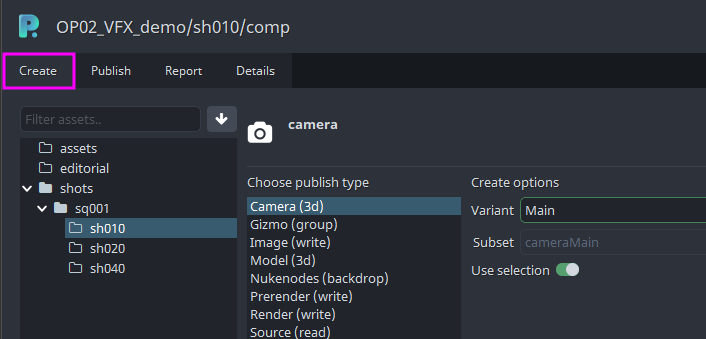 OP02_VFX_demo/sh010/comp
Create Publish Report Details
Filter assets..
camera
assets
editorial
shots
sq001
sh010
sh020
sh040
Choose publish type
Camera (3d)
Gizmo (group)
Image (write)
Model (3d)
Nukenodes (backdrop)
Prerender (write)
Render (write)
Source (read)
Create options
Variant Main
Subset cameraMain
Use selection